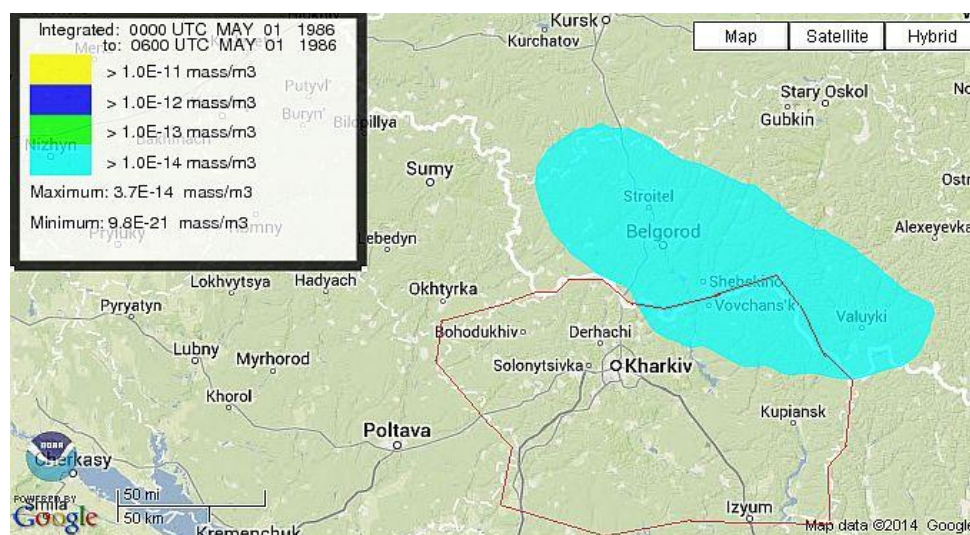 Integrated: 0000 UTC MAY 01 1986
to: 0600 UTC MAY 01 1986
> 1.0E-11 mass/m3
> 1.0E-12 mass/m3
> 1.0E-13 mass/m3
> 1.0E-14 mass/m3
Maximum: 3.7E-14 mass/m3
Minimum: 9.8E-21 mass/m3
Putyvl'
Buryn'
Nizhyn
Bakhmach
Pryluky
Kursk
Kurchatov
Map
Satellite
Hybrid
Stary Oskol
Gubkin
Sumy
Stroitel
Belgorod
Alexeyevka
Lebedyn
Lokhvytsya
Hadyach
Okhtyrka
Shebekino
Vovchans'k
Pyryatyn
Valuyki
Bohodukhiv
Derhachi
Lubny
Myrhorod
Solonytsivka
Kharkiv
Khorol
Kupiansk
Poltava
NOAA
Cherkasy
50 mi
POWERED BY
Google
Smila
50 km
Izyum
Kremenchuk
Map data ©2014 Google